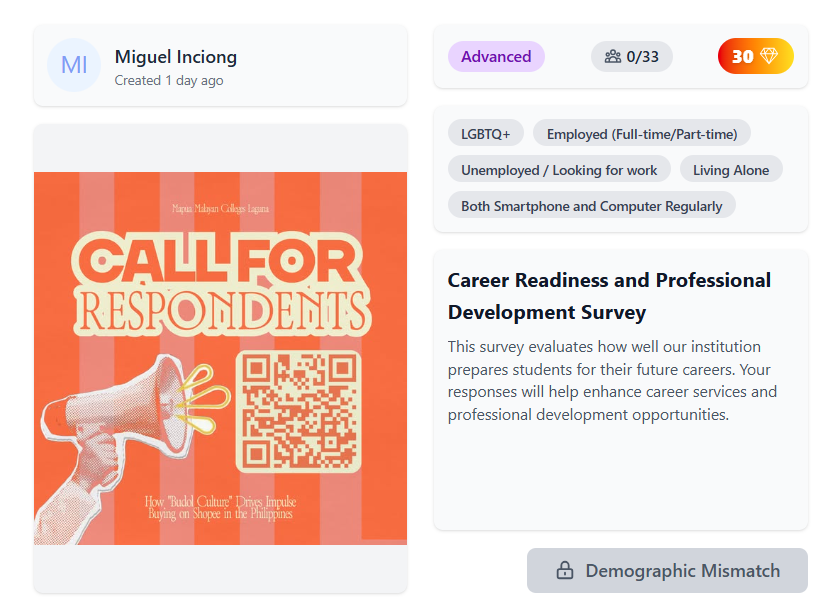 MI
Miguel Inciong
Created 1 day ago
Mapua Malayan Colleges Laguna
CALL FOR
RESPONDENTS
How "Budol Culture" Drives Impulse
Buying on Shopee in the Philippines
Advanced
0/33
30
LGBTQ+
Employed (Full-time/Part-time)
Unemployed / Looking for work
Living Alone
Both Smartphone and Computer Regularly
Career Readiness and Professional
Development Survey
This survey evaluates how well our institution
prepares students for their future careers. Your
responses will help enhance career services and
professional development opportunities.
Demographic Mismatch